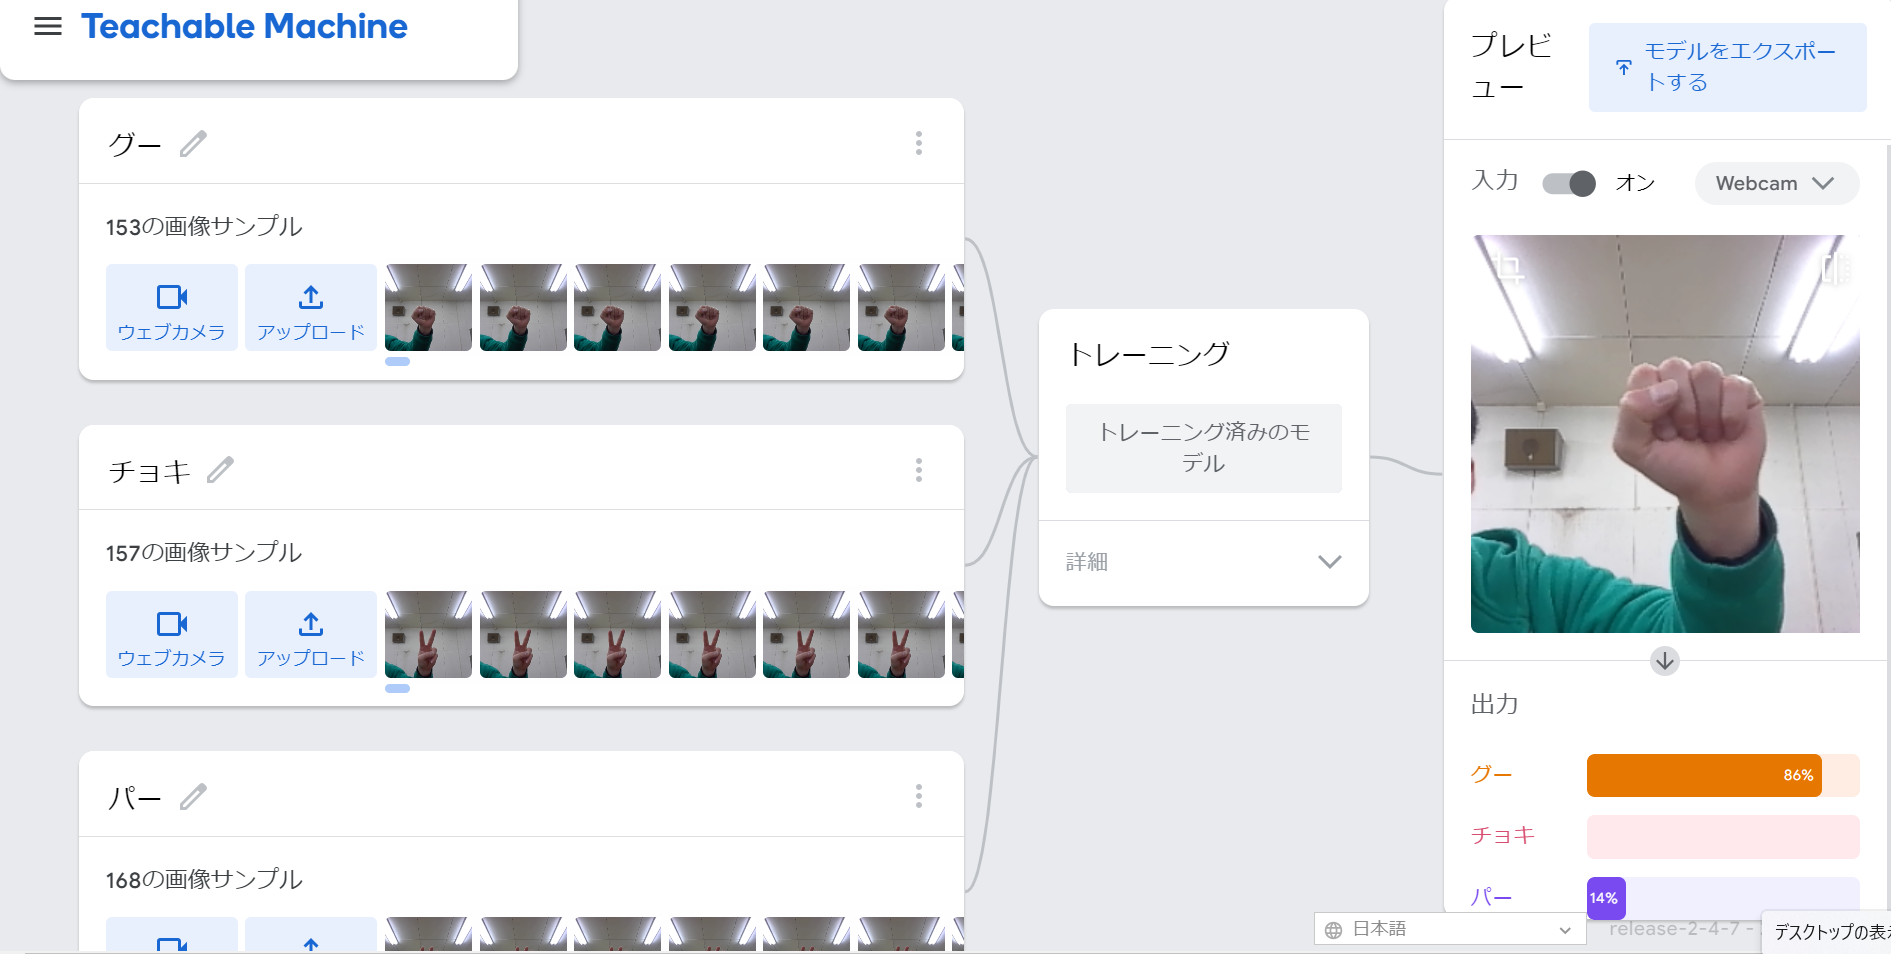 Teachable Machine
グー
153の画像サンプル
ウェブカメラ
アップロード
チョキ
157の画像サンプル
ウェブカメラ
アップロード
パー
168の画像サンプル
トレーニング
トレーニング済みのモ
デル
詳細
プレビ
ュー
モデルをエクスポー
トする
入力
オン
Webcam
出力
グー
86%
チョキ
パー
14%
日本語
release-2-4-7 -
デスクトップの表